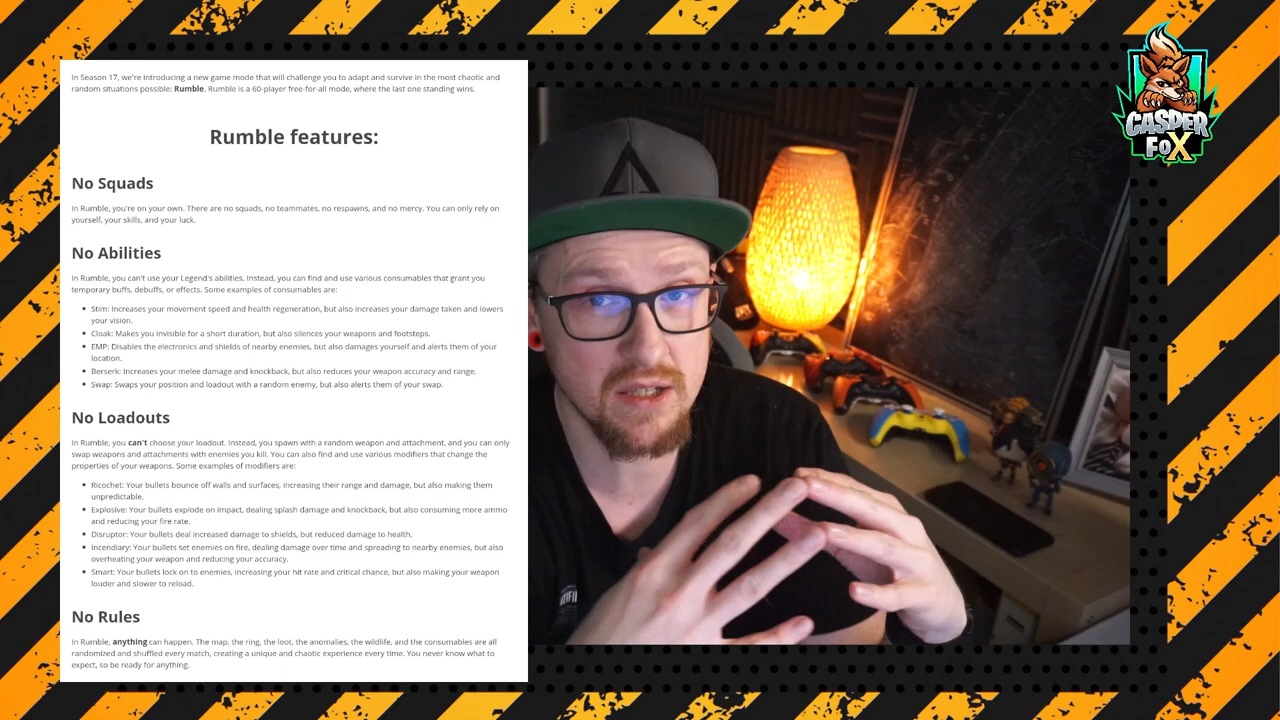 In Season 17, we're introducing a new game mode that will challenge you to adapt and survive in the most chaotic and
random situations possible: Rumble. Rumble is a 60-player free-for-all mode, where the last one standing wins.
Rumble features:
No Squads
In Rumble, you're on your own. There are no squads, no teammates, no respawns, and no mercy. You can only rely on
yourself, your skills, and your luck.
No Abilities
In Rumble, you can't use your Legend's abilities. Instead, you can find and use various consumables that grant you
temporary buffs, debuffs, or effects. Some examples of consumables are:
• Stim: Increases your movement speed and health regeneration, but also increases your damage taken and lowers
your vision.
• Cloak: Makes you invisible for a short duration, but also silences your weapons and footsteps.
• EMP: Disables the electronics and shields of nearby enemies, but also damages yourself and alerts them of your
location.
• Berserk: Increases your melee damage and knockback, but also reduces your weapon accuracy and range.
• Swap: Swaps your position and loadout with a random enemy, but also alerts them of your swap.
No Loadouts
In Rumble, you can't choose your loadout. Instead, you spawn with a random weapon and attachment, and you can only
swap weapons and attachments with enemies you kill. You can also find and use various modifiers that change the
properties of your weapons. Some examples of modifiers are:
• Ricochet: Your bullets bounce off walls and surfaces, increasing their range and damage, but also making them
unpredictable.
• Explosive: Your bullets explode on impact, dealing splash damage and knockback, but also consuming more ammo
and reducing your fire rate.
• Disruptor: Your bullets deal increased damage to shields, but reduced damage to health.
• Incendiary: Your bullets set enemies on fire, dealing damage over time and spreading to nearby enemies, but also
overheating your weapon and reducing your accuracy.
• Smart: Your bullets lock on to enemies, increasing your hit rate and critical chance, but also making your weapon
louder and slower to reload.
No Rules
In Rumble, anything can happen. The map, the ring, the loot, the anomalies, the wildlife, and the consumables are all
randomized and shuffled every match, creating a unique and chaotic experience every time. You never know what to
expect, so be ready for anything.
CASPER
FOX